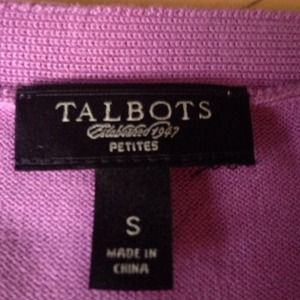 TALBOTS
Established 1947
PETITES
S
MADE IN
CHINA